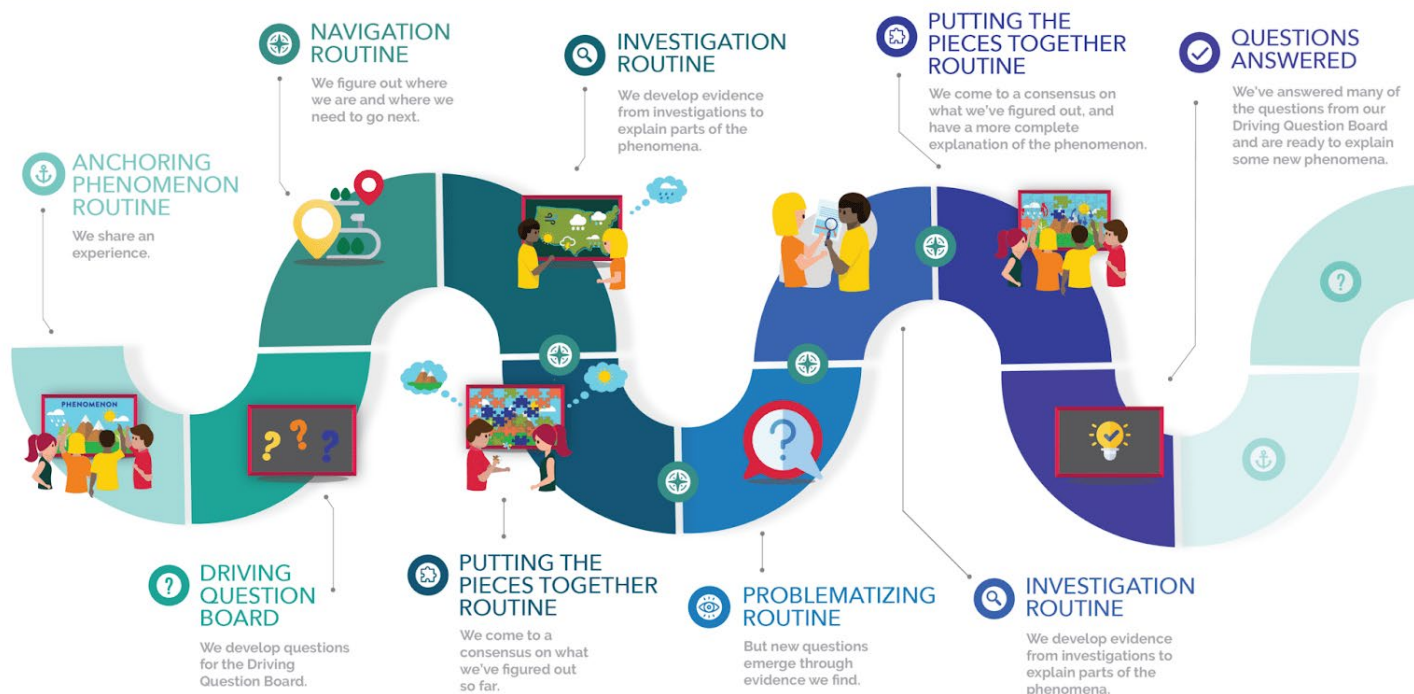 ANCHORING
PHENOMENON
ROUTINE
We share an
experience.
PHENOMENON
DRIVING
QUESTION
BOARD
We develop questions
for the Driving
Question Board.
? ? ?
NAVIGATION
ROUTINE
We figure out where
we are and where we
need to go next.
INVESTIGATION
ROUTINE
We develop evidence
from investigations to
explain parts of the
phenomena.
PUTTING THE
PIECES TOGETHER
ROUTINE
We come to a
consensus on what
we've figured out
so far.
PROBLEMATIZING
ROUTINE
But new questions
emerge through
evidence we find.
?
INVESTIGATION
ROUTINE
We develop evidence
from investigations to
explain parts of the
phenomena.
PUTTING THE
PIECES TOGETHER
ROUTINE
We come to a consensus on
what we've figured out, and
have a more complete
explanation of the phenomenon.
QUESTIONS
ANSWERED
We've answered many of
the questions from our
Driving Question Board
and are ready to explain
some new phenomena.
?